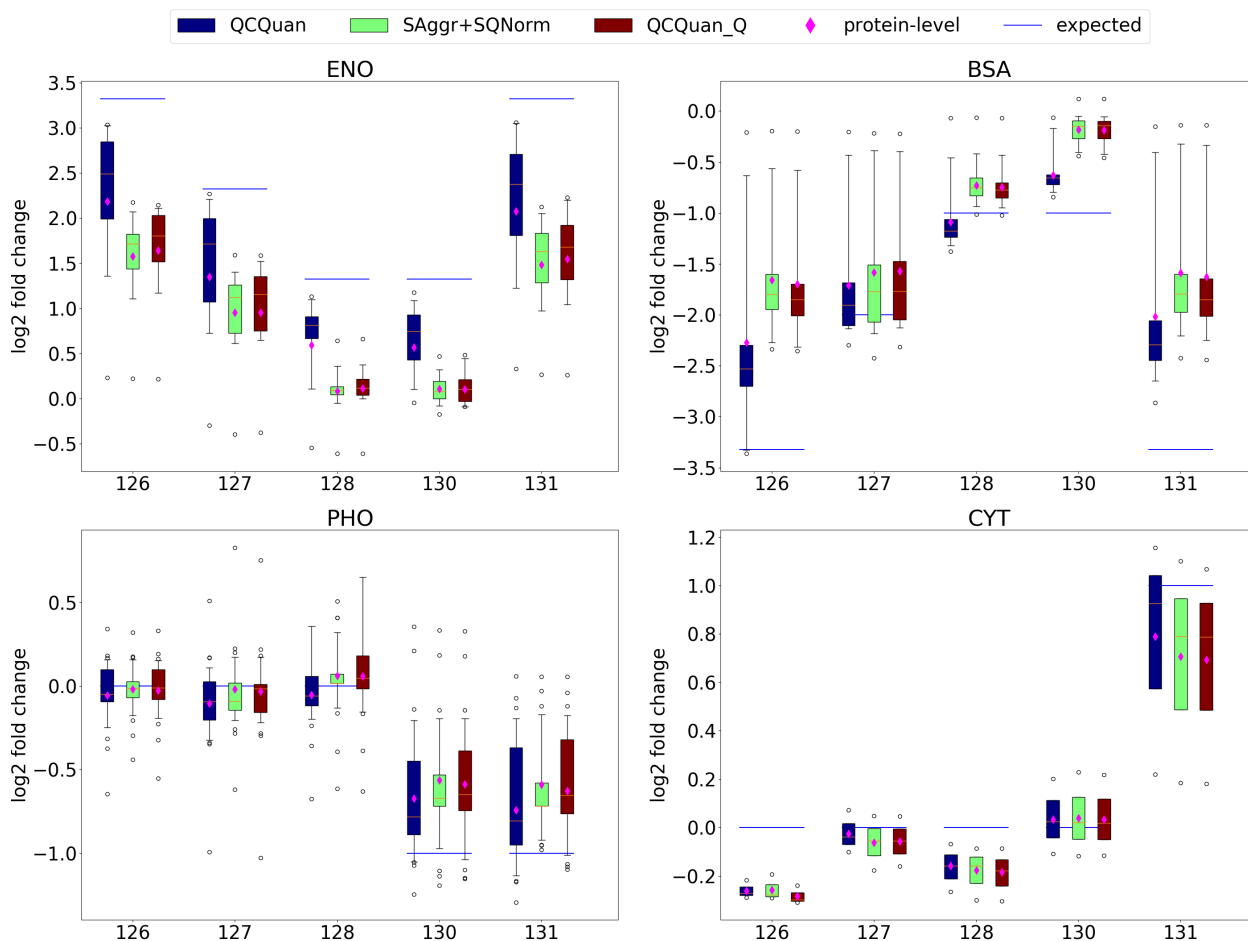 QCQuan SAggr+SQNorm QCQuan_Q protein-level expected
ENO
3.5
3.0
2.5
2.0
1.5
1.0
0.5
0.0
−0.5
log2 fold change
126 127 128 130 131
BSA
0.0
−0.5
−1.0
−1.5
−2.0
−2.5
−3.0
−3.5
log2 fold change
126 127 128 130 131
PHO
0.5
0.0
−0.5
−1.0
log2 fold change
126 127 128 130 131
CYT
1.2
1.0
0.8
0.6
0.4
0.2
0.0
−0.2
log2 fold change
126 127 128 130 131